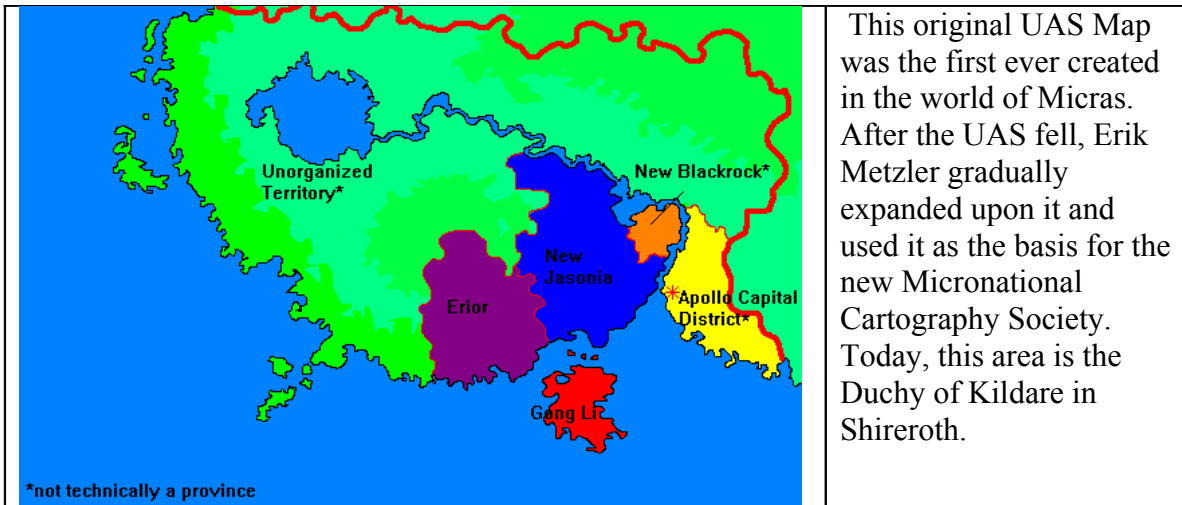 Unorganized
Territory*
New Blackrock*
New
Jasonia
Erior
Apollo Capital
District*
Gong Li
*not technically a province
This original UAS Map
was the first ever created
in the world of Micras.
After the UAS fell, Erik
Metzler gradually
expanded upon it and
used it as the basis for the
new Micronational
Cartography Society.
Today, this area is the
Duchy of Kildare in
Shireroth.